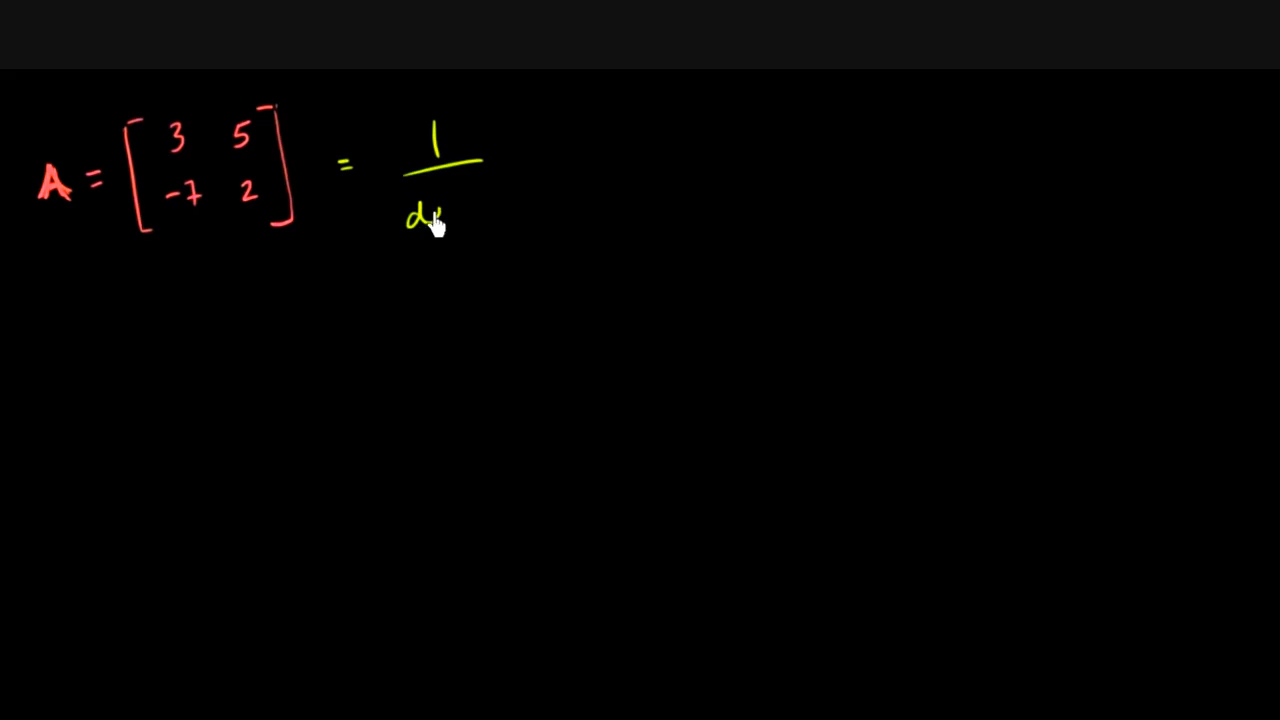 A = [ 3 5 ] = 1
[ -7 2 ] d